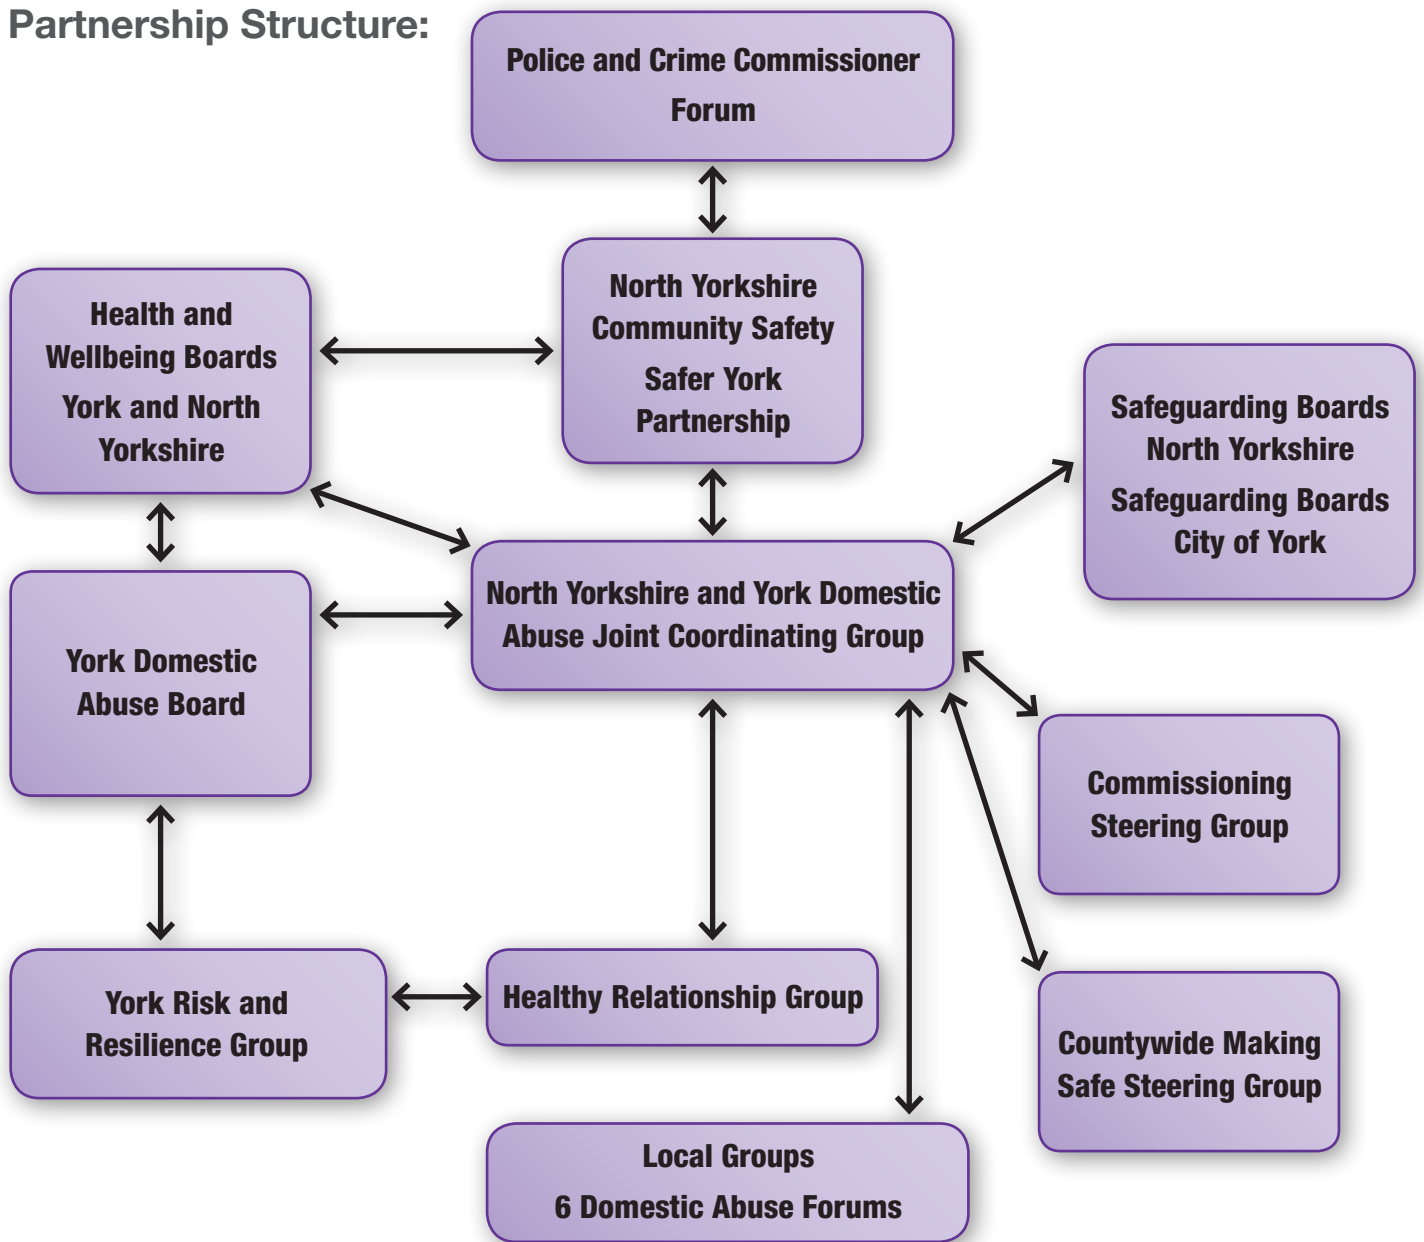 Partnership Structure:
Police and Crime Commissioner
Forum
North Yorkshire
Community Safety
Safer York
Partnership
Health and
Wellbeing Boards
York and North
Yorkshire
Safeguarding Boards
North Yorkshire
Safeguarding Boards
City of York
North Yorkshire and York Domestic
Abuse Joint Coordinating Group
York Domestic
Abuse Board
Commissioning
Steering Group
York Risk and
Resilience Group
Healthy Relationship Group
Countywide Making
Safe Steering Group
Local Groups
6 Domestic Abuse Forums